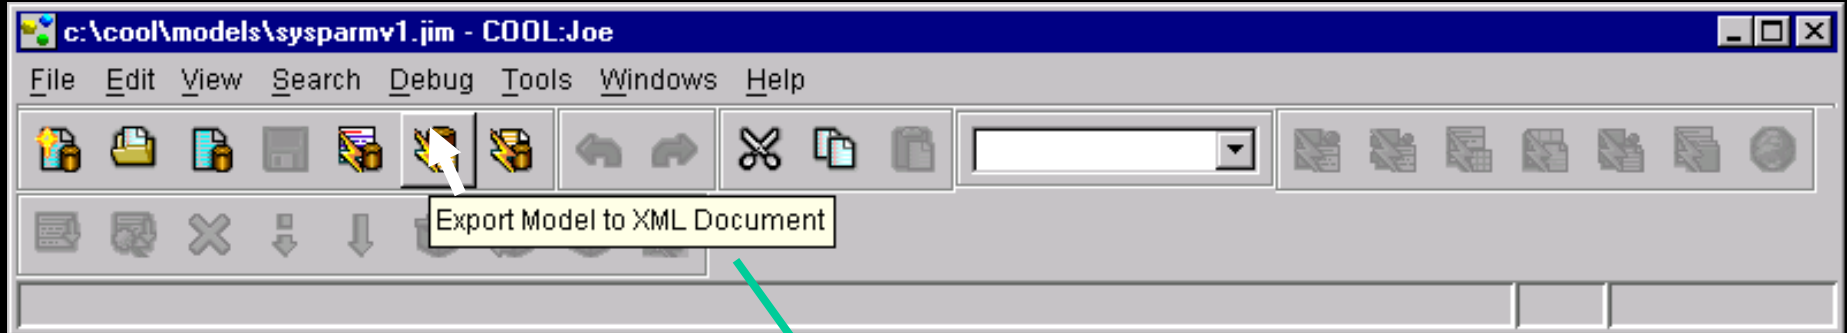 c:\cool\models\sysparmv1.jim - COOL:Joe
File Edit View Search Debug Tools Windows Help
Export Model to XML Document